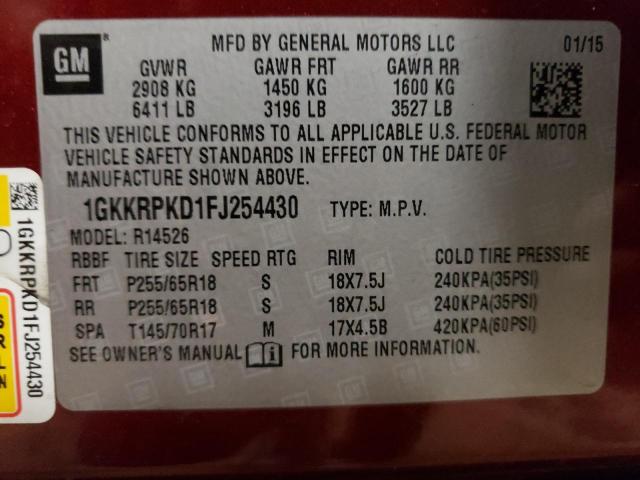 GM
MFD BY GENERAL MOTORS LLC 01/15
GVWR GAWR FRT GAWR RR
2908 KG 1450 KG 1600 KG
6411 LB 3196 LB 3527 LB
THIS VEHICLE CONFORMS TO ALL APPLICABLE U.S. FEDERAL MOTOR
VEHICLE SAFETY STANDARDS IN EFFECT ON THE DATE OF
MANUFACTURE SHOWN ABOVE.
1GKKRPKD1FJ254430 TYPE: M.P.V.
MODEL: R14526
RBBF TIRE SIZE SPEED RTG RIM COLD TIRE PRESSURE
FRT P255/65R18 S 18X7.5J 240KPA(35PSI)
RR P255/65R18 S 18X7.5J 240KPA(35PSI)
SPA T145/70R17 M 17X4.5B 420KPA(60PSI)
SEE OWNER'S MANUAL FOR MORE INFORMATION.
1GKKRPKD1FJ254430